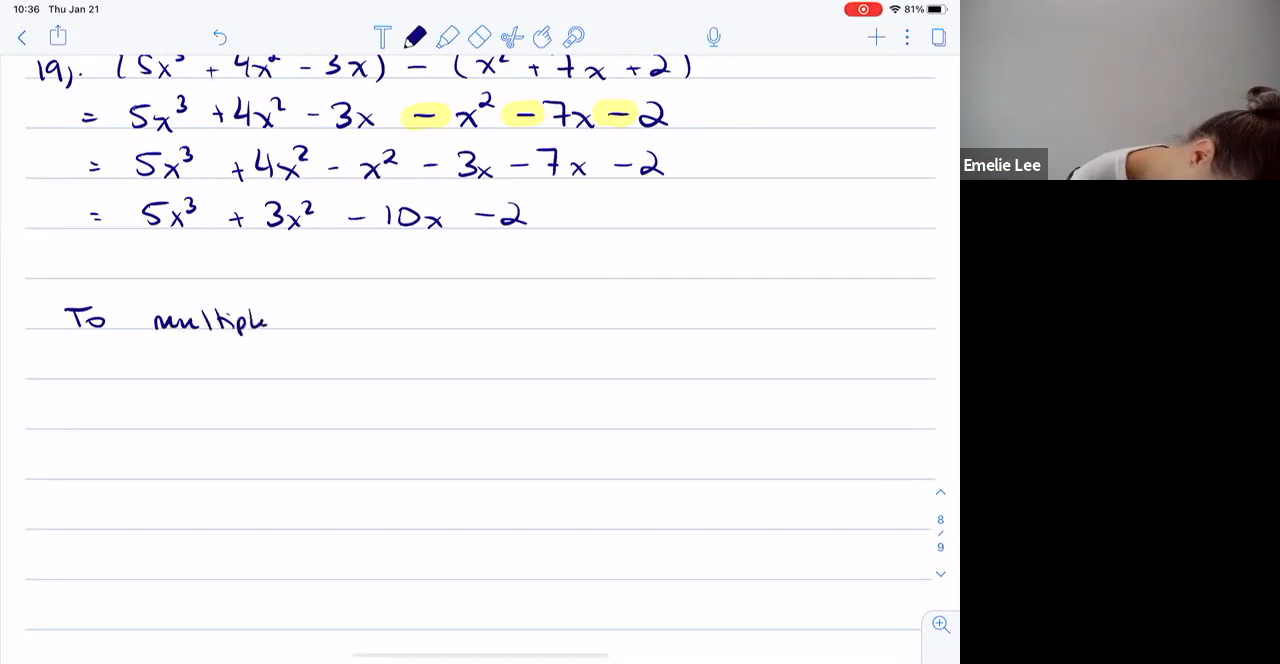 10:36 Thu Jan 21
81%
19). (5x³ + 4x² - 3x) - (x² + 7x + 2)
= 5x³ + 4x² - 3x - x² - 7x - 2
= 5x³ + 4x² - x² - 3x - 7x - 2
= 5x³ + 3x² - 10x - 2
To multiple
8
/
9
Emelie Lee